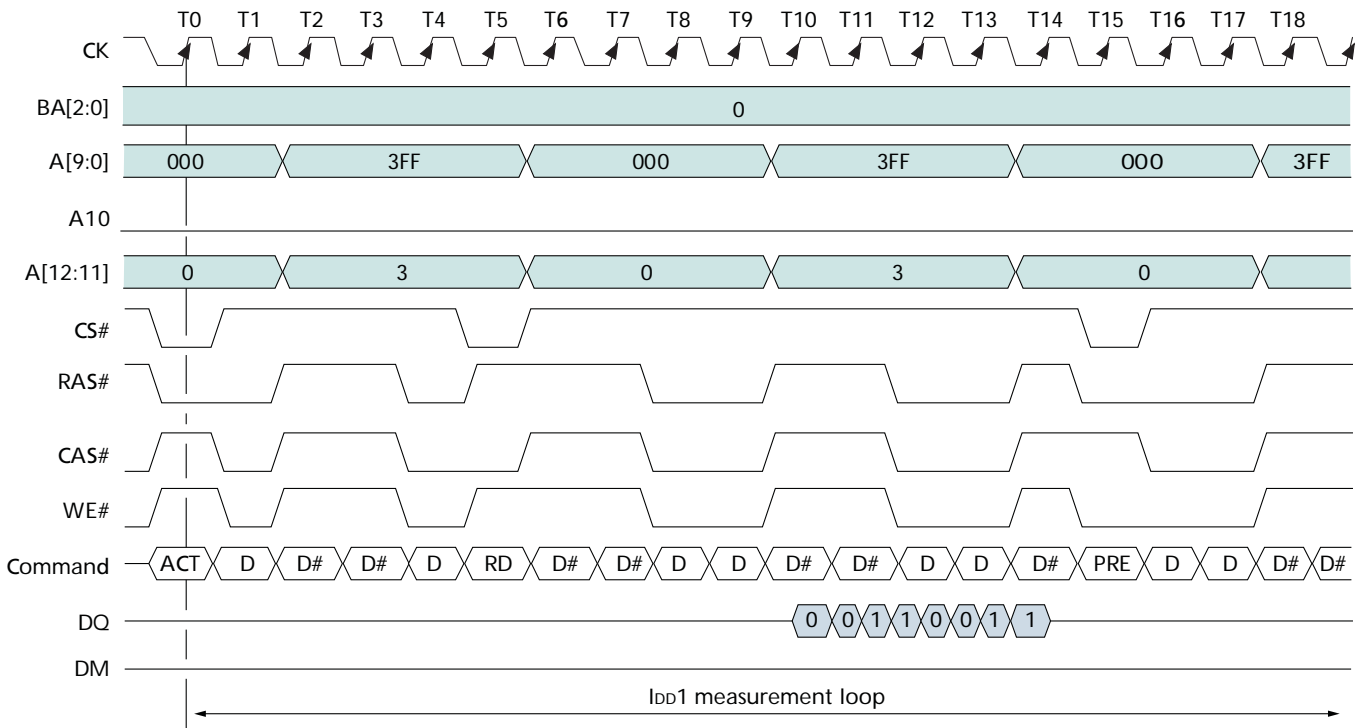 T0 T1 T2 T3 T4 T5 T6 T7 T8 T9 T10 T11 T12 T13 T14 T15 T16 T17 T18
CK
BA[2:0] 0
A[9:0] 000 3FF 000 3FF 000 3FF
A10
A[12:11] 0 3 0 3 0
CS#
RAS#
CAS#
WE#
Command ACT D D# D# D RD D# D# D D D# D# D D D# PRE D D D# D#
DQ 0 0 1 1 0 0 1 1
DM
IDD1 measurement loop